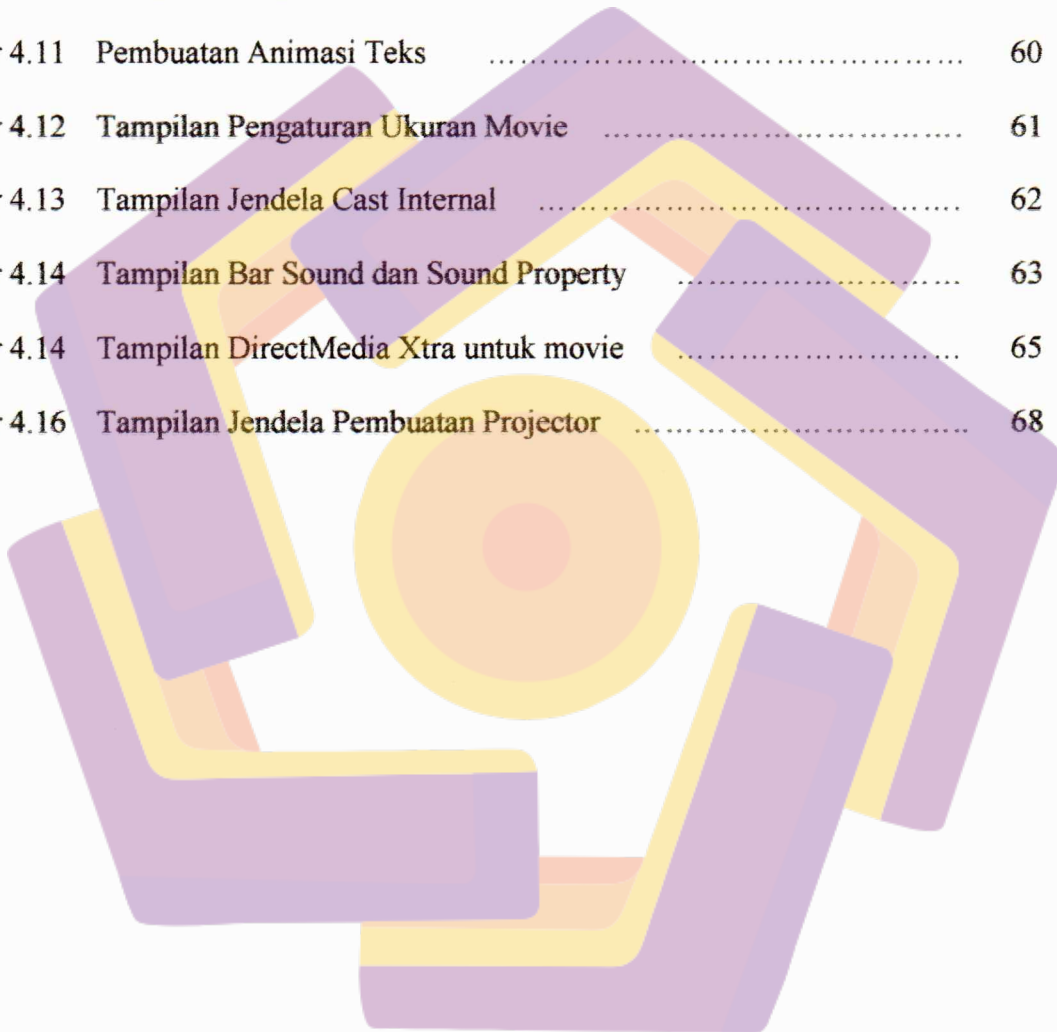 r 4.11 Pembuatan Animasi Teks ........................................ 60
r 4.12 Tampilan Pengaturan Ukuran Movie .............................. 61
r 4.13 Tampilan Jendela Cast Internal .................................... 62
r 4.14 Tampilan Bar Sound dan Sound Property ........................ 63
r 4.14 Tampilan DirectMedia Xtra untuk movie ........................ 65
r 4.16 Tampilan Jendela Pembuatan Projector ............................ 68